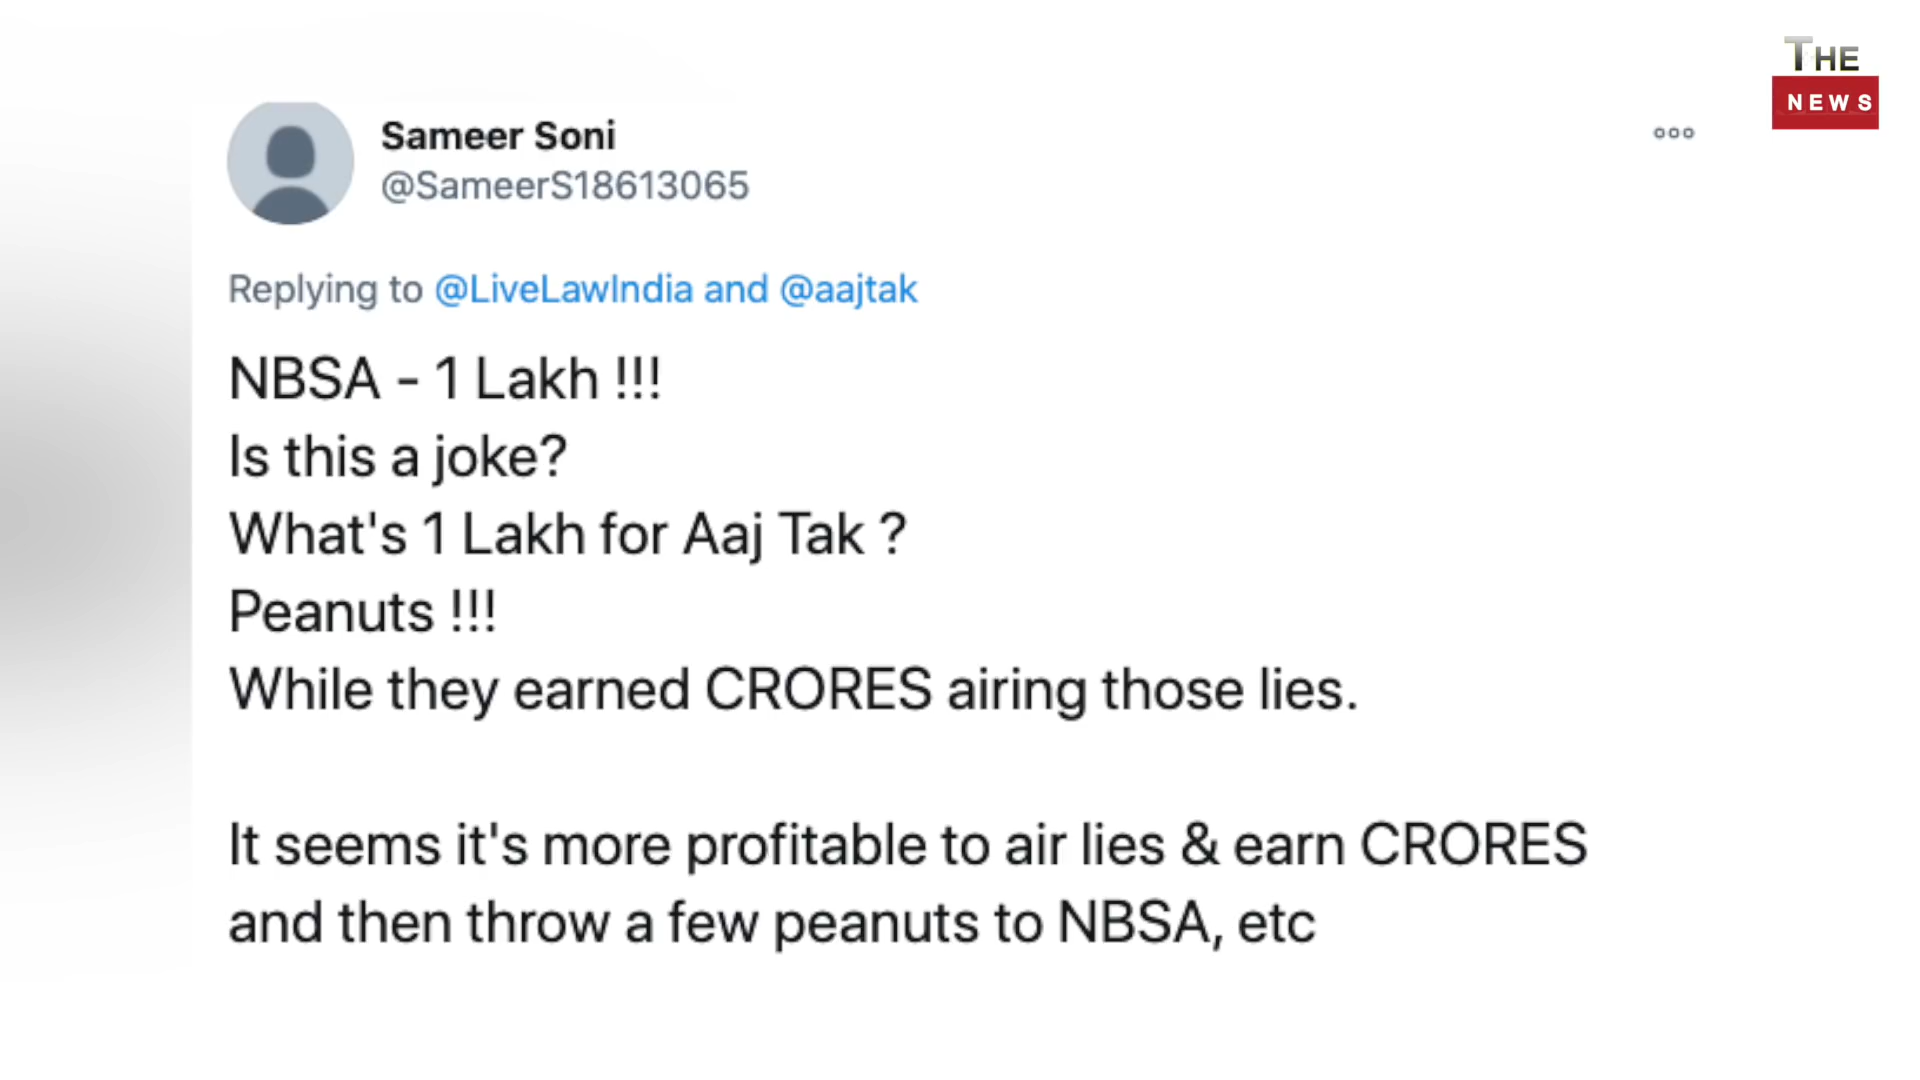 THE
NEWS
Sameer Soni
@SameerS18613065
Replying to @LiveLawIndia and @aajtak
NBSA - 1 Lakh !!!
Is this a joke?
What's 1 Lakh for Aaj Tak ?
Peanuts !!!
While they earned CRORES airing those lies.
It seems it's more profitable to air lies & earn CRORES
and then throw a few peanuts to NBSA, etc